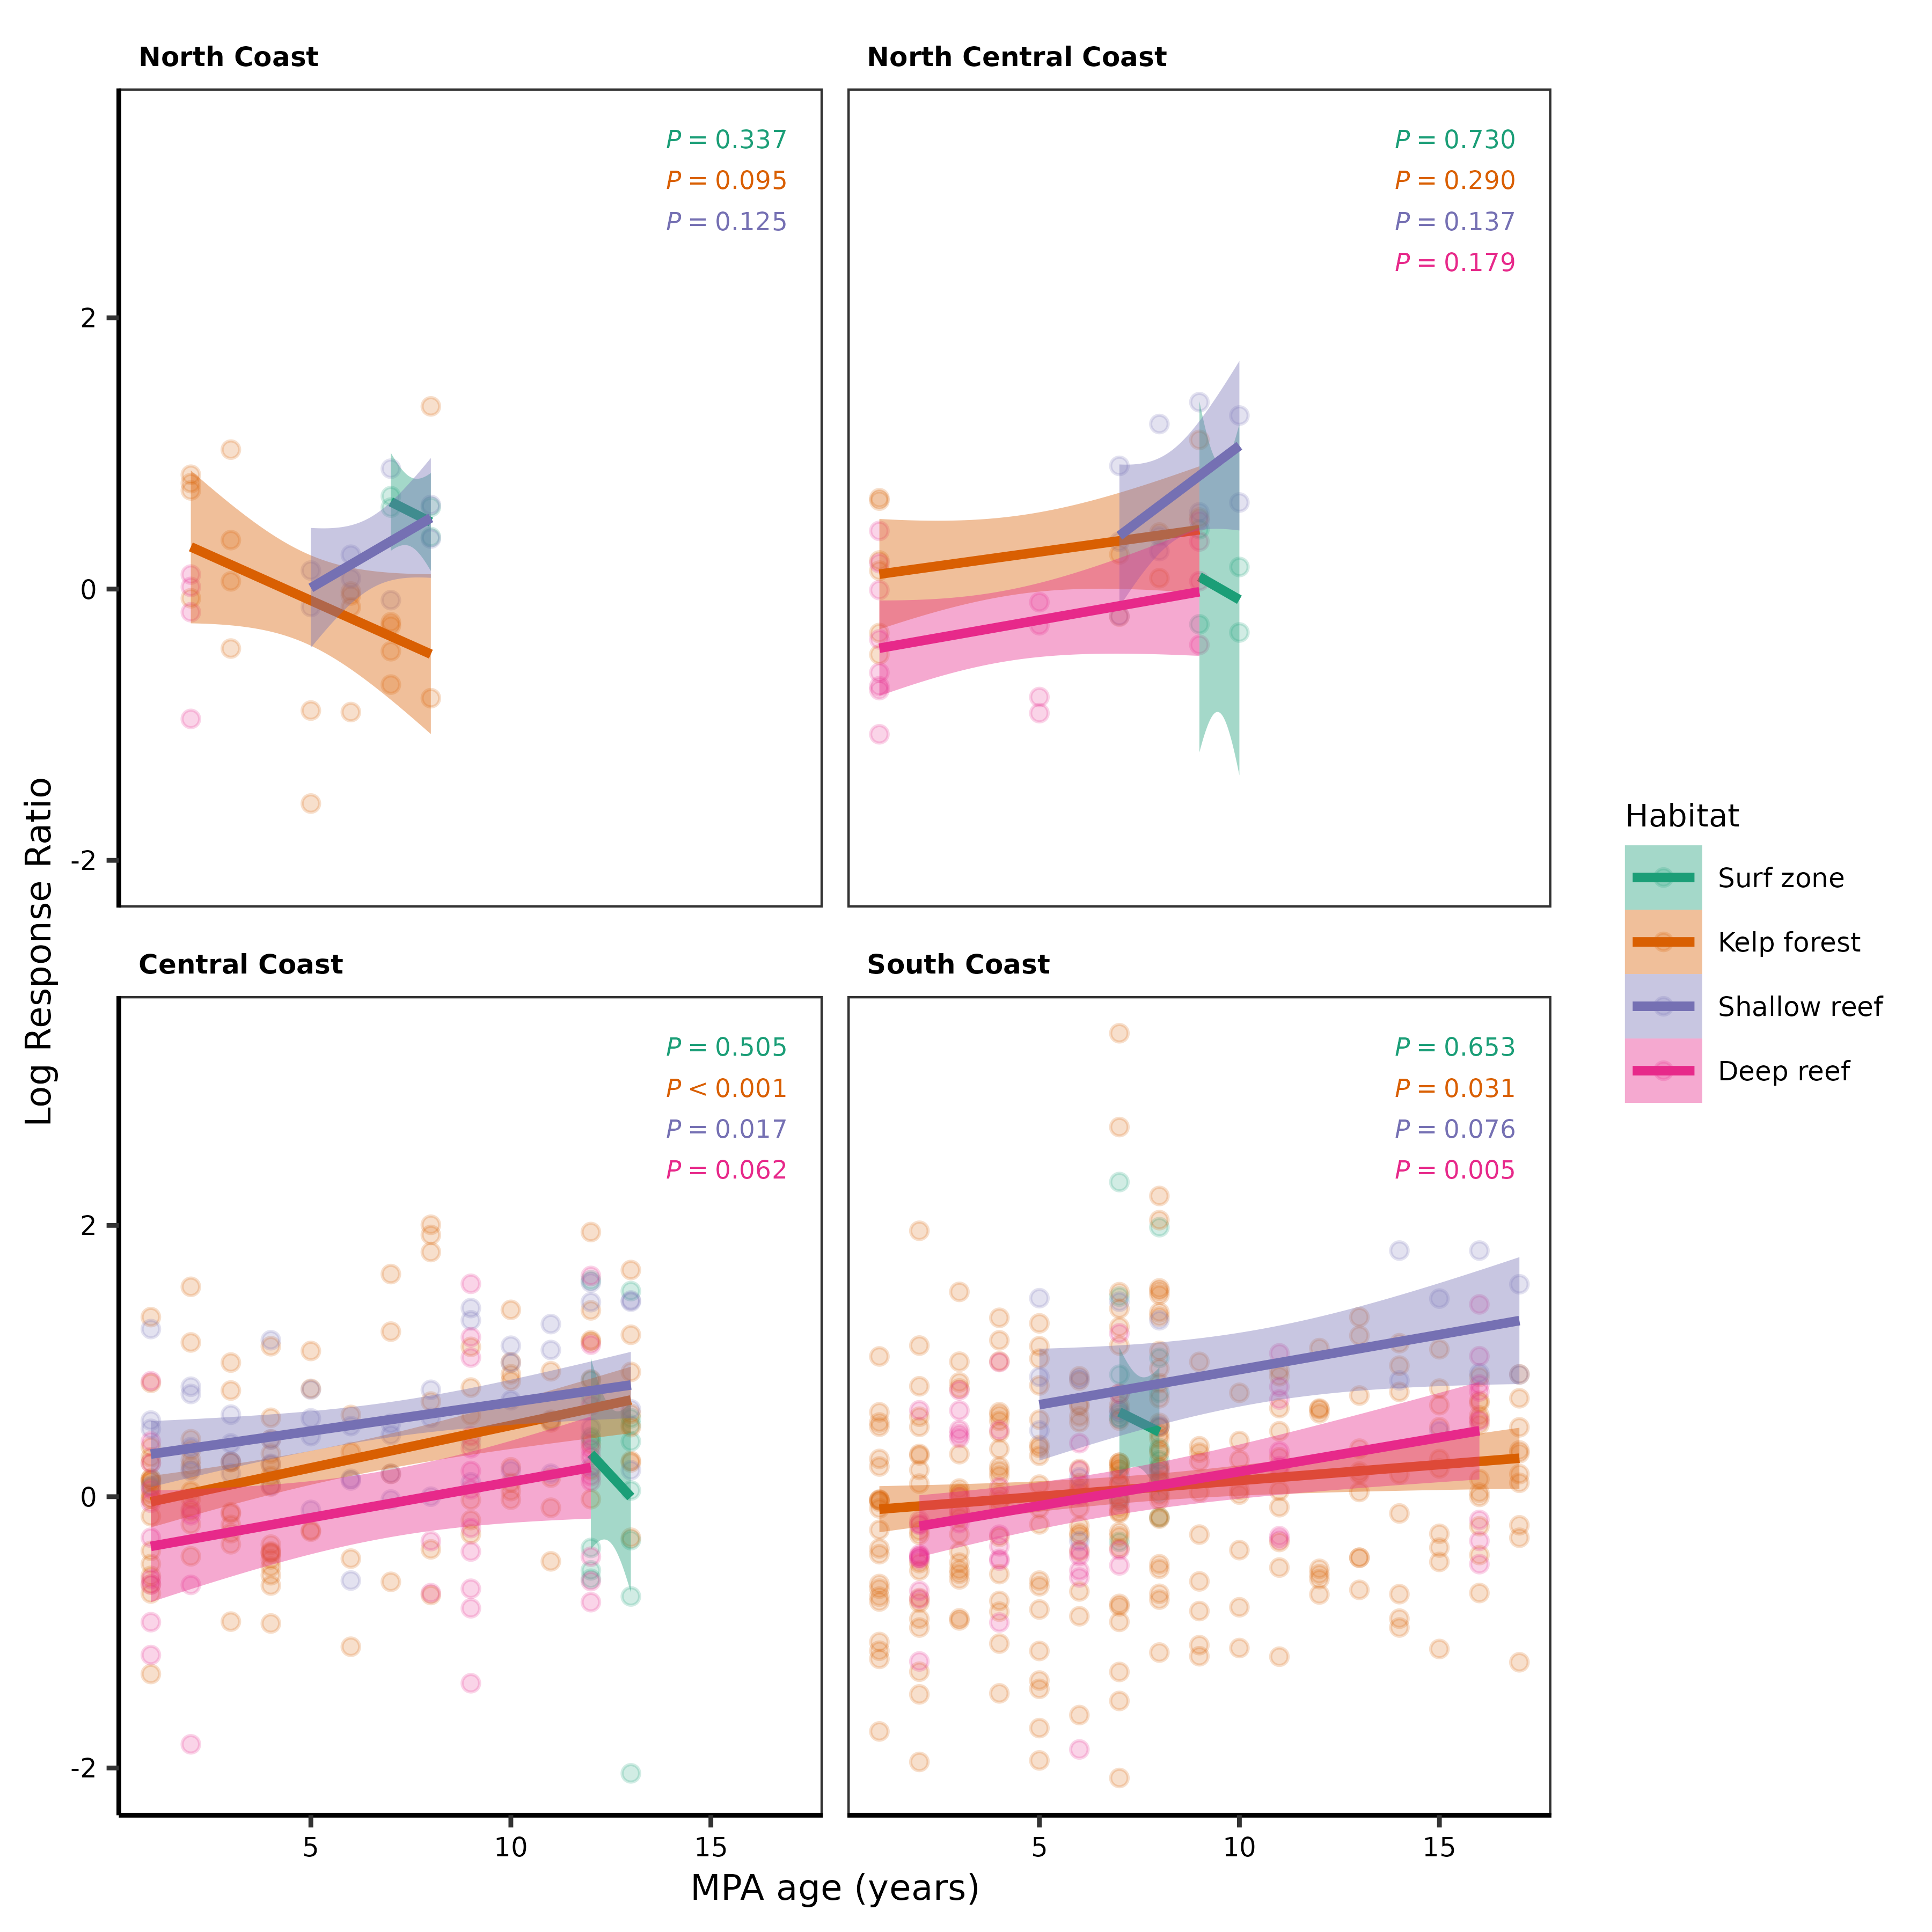 North Coast
P = 0.337
P = 0.095
P = 0.125
North Central Coast
P = 0.730
P = 0.290
P = 0.137
P = 0.179
2
0
-2
Central Coast
P = 0.505
P < 0.001
P = 0.017
P = 0.062
South Coast
P = 0.653
P = 0.031
P = 0.076
P = 0.005
2
0
-2
5 10 15
5 10 15
MPA age (years)
Log Response Ratio
Habitat
Surf zone
Kelp forest
Shallow reef
Deep reef